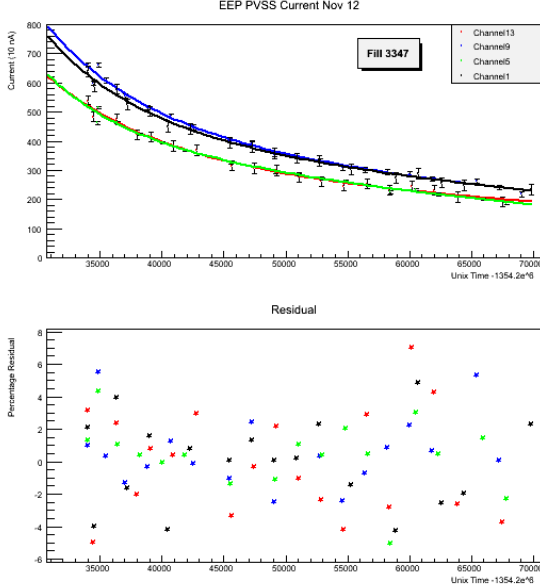 EEP PVSS Current Nov 12
Current (10 nA)
800
700
600
500
400
300
200
100
0
Fill 3347
Channel13
Channel9
Channel5
Channel1
35000 40000 45000 50000 55000 60000 65000 70000
Unix Time -1354.2e^6
Residual
Percentage Residual
8
6
4
2
0
-2
-4
-6
35000 40000 45000 50000 55000 60000 65000 70000
Unix Time -1354.2e^6